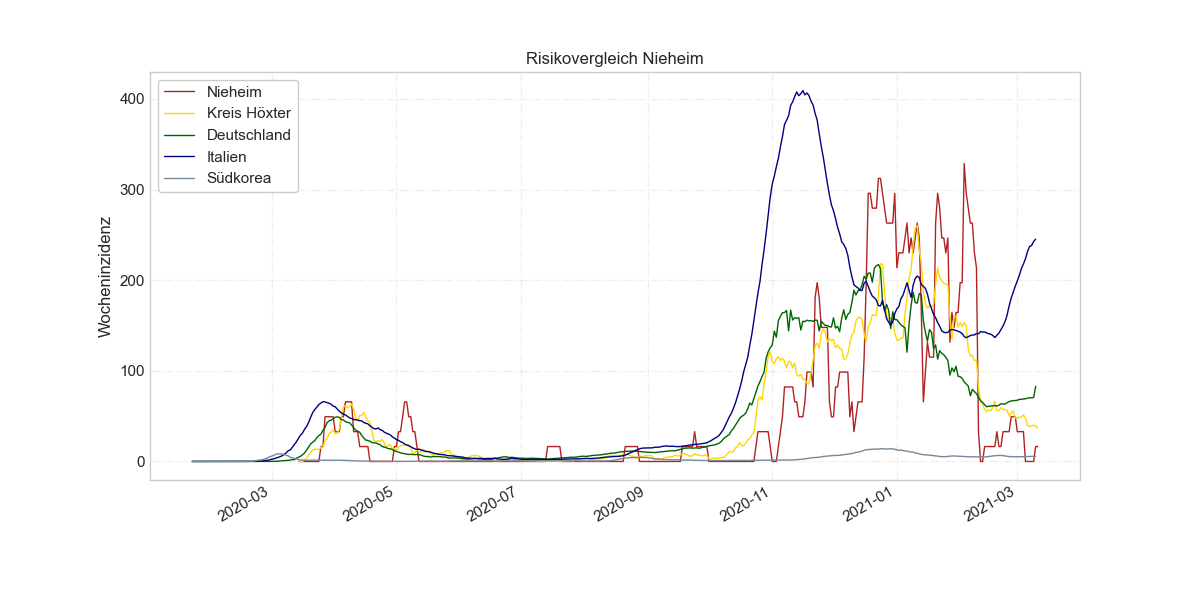 Risikovergleich Nieheim
Nieheim
Kreis Höxter
Deutschland
Italien
Südkorea
Wocheninzidenz
400
300
200
100
0
2020-03
2020-05
2020-07
2020-09
2020-11
2021-01
2021-03